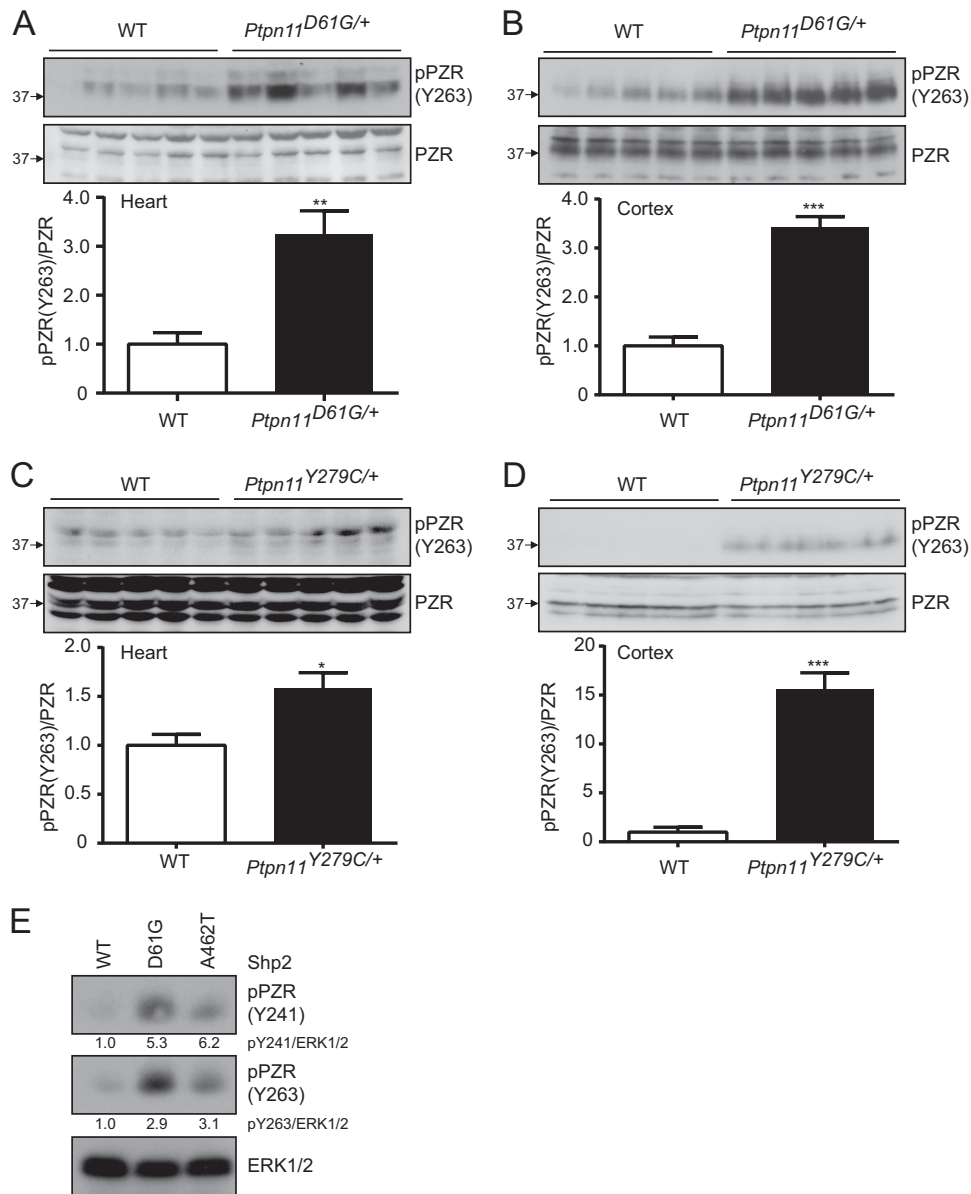 A
WT
Ptpn11D61G/+
37
pPZR
(Y263)
37
PZR
Heart
pPZR(Y263)/PZR
4.0
3.0
2.0
1.0
0
**
WT
Ptpn11D61G/+
B
WT
Ptpn11D61G/+
37
pPZR
(Y263)
37
PZR
Cortex
pPZR(Y263)/PZR
4.0
3.0
2.0
1.0
0
***
WT
Ptpn11D61G/+
C
WT
Ptpn11Y279C/+
37
pPZR
(Y263)
37
PZR
Heart
pPZR(Y263)/PZR
2.0
1.5
1.0
0.5
0
*
WT
Ptpn11Y279C/+
D
WT
Ptpn11Y279C/+
37
pPZR
(Y263)
37
PZR
Cortex
pPZR(Y263)/PZR
20
15
10
5
0
***
WT
Ptpn11Y279C/+
E
WT D61G A462T Shp2
pPZR
(Y241)
1.0 5.3 6.2 pY241/ERK1/2
pPZR
(Y263)
1.0 2.9 3.1 pY263/ERK1/2
ERK1/2